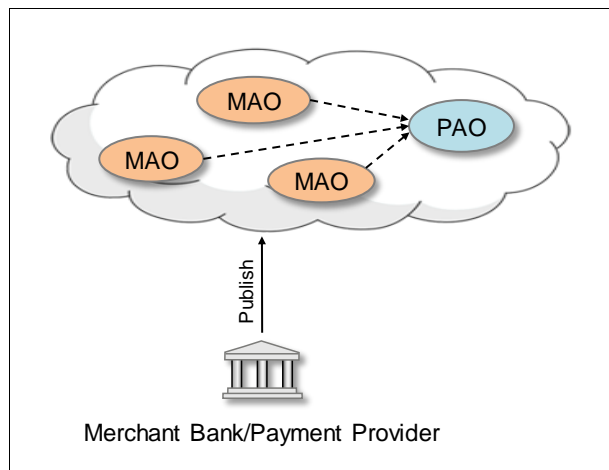 MAO
PAO
MAO
MAO
Publish
Merchant Bank/Payment Provider